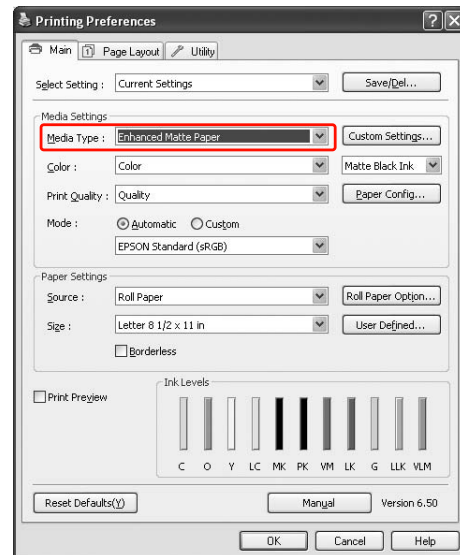 Printing Preferences
Main Page Layout Utility
Select Setting : Current Settings Save/Del...
Media Settings
Media Type : Enhanced Matte Paper Custom Settings...
Color : Color Matte Black Ink
Print Quality : Quality Paper Config...
Mode : Automatic Custom
EPSON Standard (sRGB)
Paper Settings
Source : Roll Paper Roll Paper Option...
Size : Letter 8 1/2 x 11 in User Defined...
Borderless
Print Preview
Ink Levels
C O Y LC MK PK VM LK G LLK VLM
Reset Defaults(Y) Manual Version 6.50
OK Cancel Help